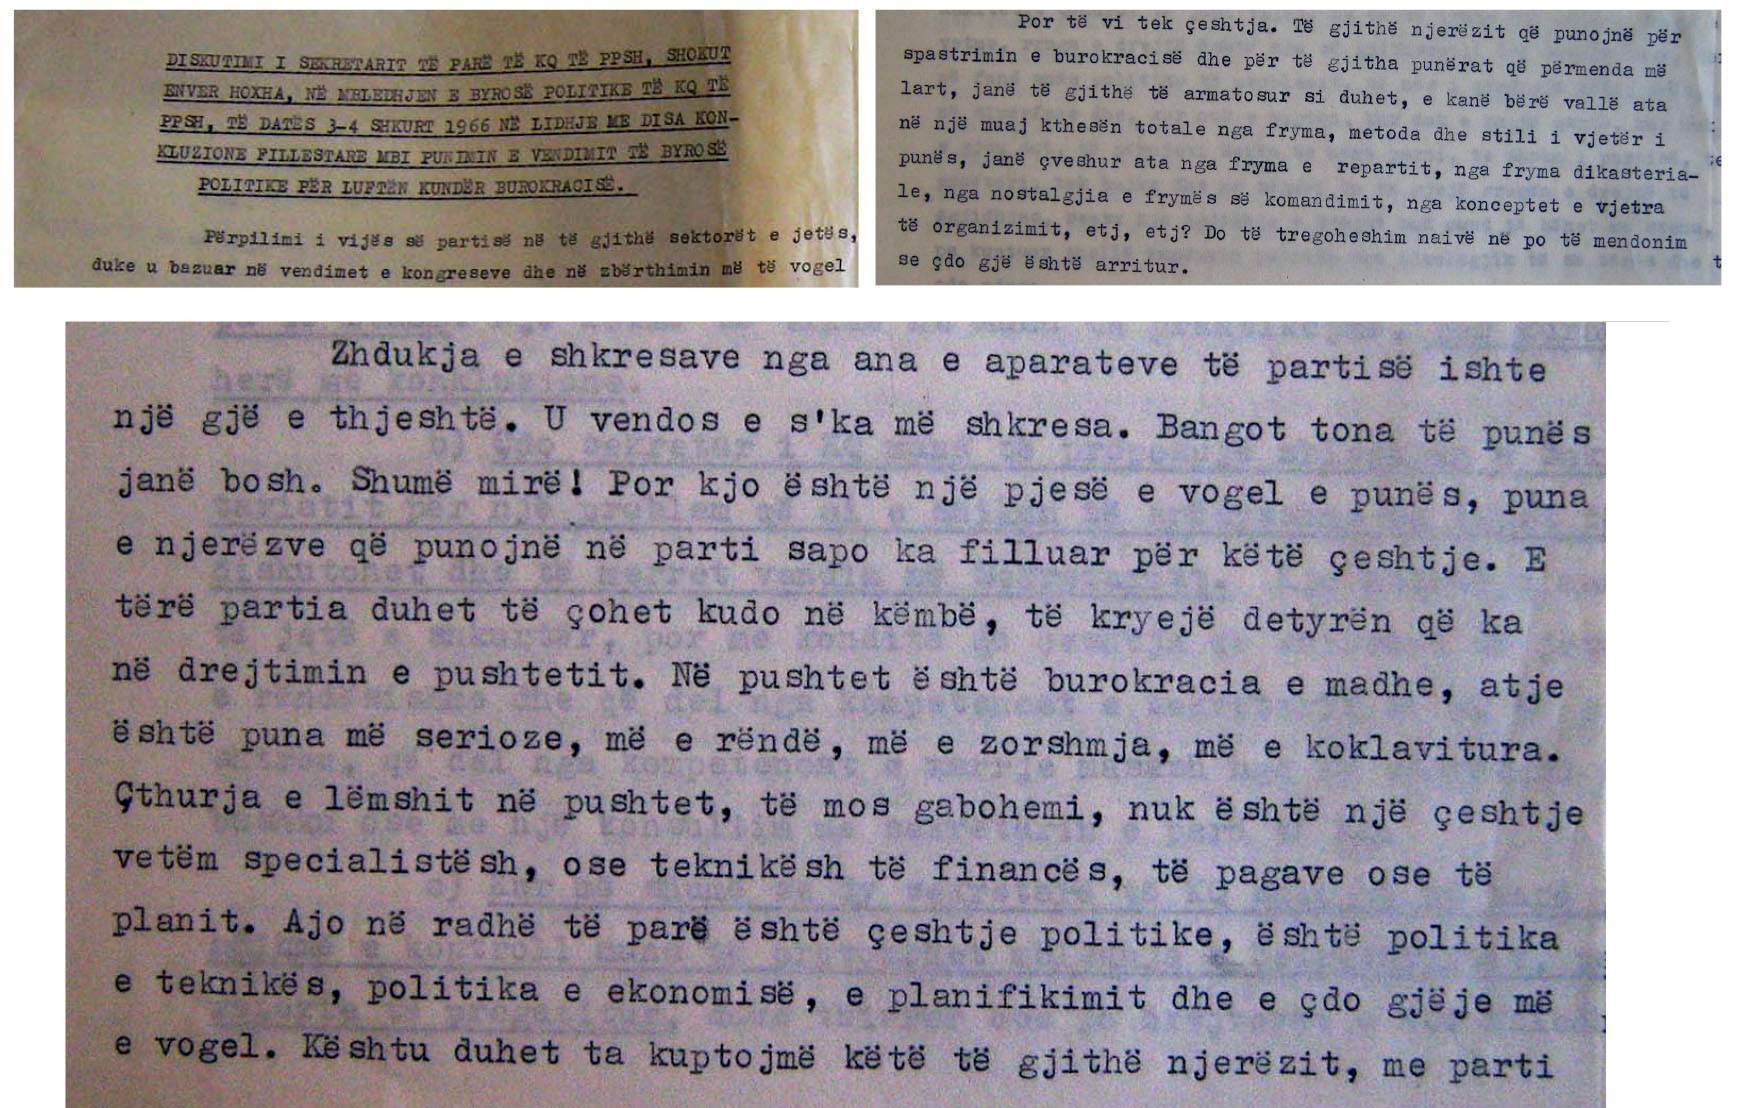 DISKUTIMI I SEKRETARIT TË PARË TË KQ TË PPSH, SHOKUT
ENVER HOXHA, NË MBLEDHJEN E BYROSË POLITIKE TË KQ TË
PPSH, TË DATËS 3-4 SHKURT 1966 NË LIDHJE ME DISA KON-
KLUZIONE FILLESTARE MBI PUNIMIN E VENDIMIT TË BYROSË
POLITIKE PËR LUFTËN KUNDËR BUROKRACISË.
Përpilimi i vijës së partisë në të gjithë sektorët e jetës,
duke u bazuar në vendimet e kongreseve dhe në zbërthimin më të vogel
Por të vi tek çeshtja. Të gjithë njerëzit që punojnë për
spastrimin e burokracisë dhe për të gjitha punërat që përmenda më
lart, janë të gjithë të armatosur si duhet, e kanë bërë vallë ata
në një muaj kthesën totale nga fryma, metoda dhe stili i vjetër i
punës, janë çveshur ata nga fryma e repartit, nga fryma dikasteria-
le, nga nostalgjia e frymës së komandimit, nga konceptet e vjetra
të organizimit, etj, etj? Do të tregoheshim naivë në po të mendonim
se çdo gjë është arritur.
Zhdukja e shkresave nga ana e aparateve të partisë ishte
një gjë e thjeshtë. U vendos e s'ka më shkresa. Bangot tona të punës
janë bosh. Shumë mirë! Por kjo është një pjesë e vogel e punës, puna
e njerëzve që punojnë në parti sapo ka filluar për këtë çeshtje. E
tërë partia duhet të çohet kudo në këmbë, të kryejë detyrën që ka
në drejtimin e pushtetit. Në pushtet është burokracia e madhe, atje
është puna më serioze, më e rëndë, më e zorshmja, më e koklavitura.
Çthurja e lëmshit në pushtet, të mos gabohemi, nuk është një çeshtje
vetëm specialistësh, ose teknikësh të financës, të pagave ose të
planit. Ajo në radhë të parë është çeshtje politike, është politika
e teknikës, politika e ekonomisë, e planifikimit dhe e çdo gjëje më
e vogel. Kështu duhet ta kuptojmë këtë të gjithë njerëzit, me parti